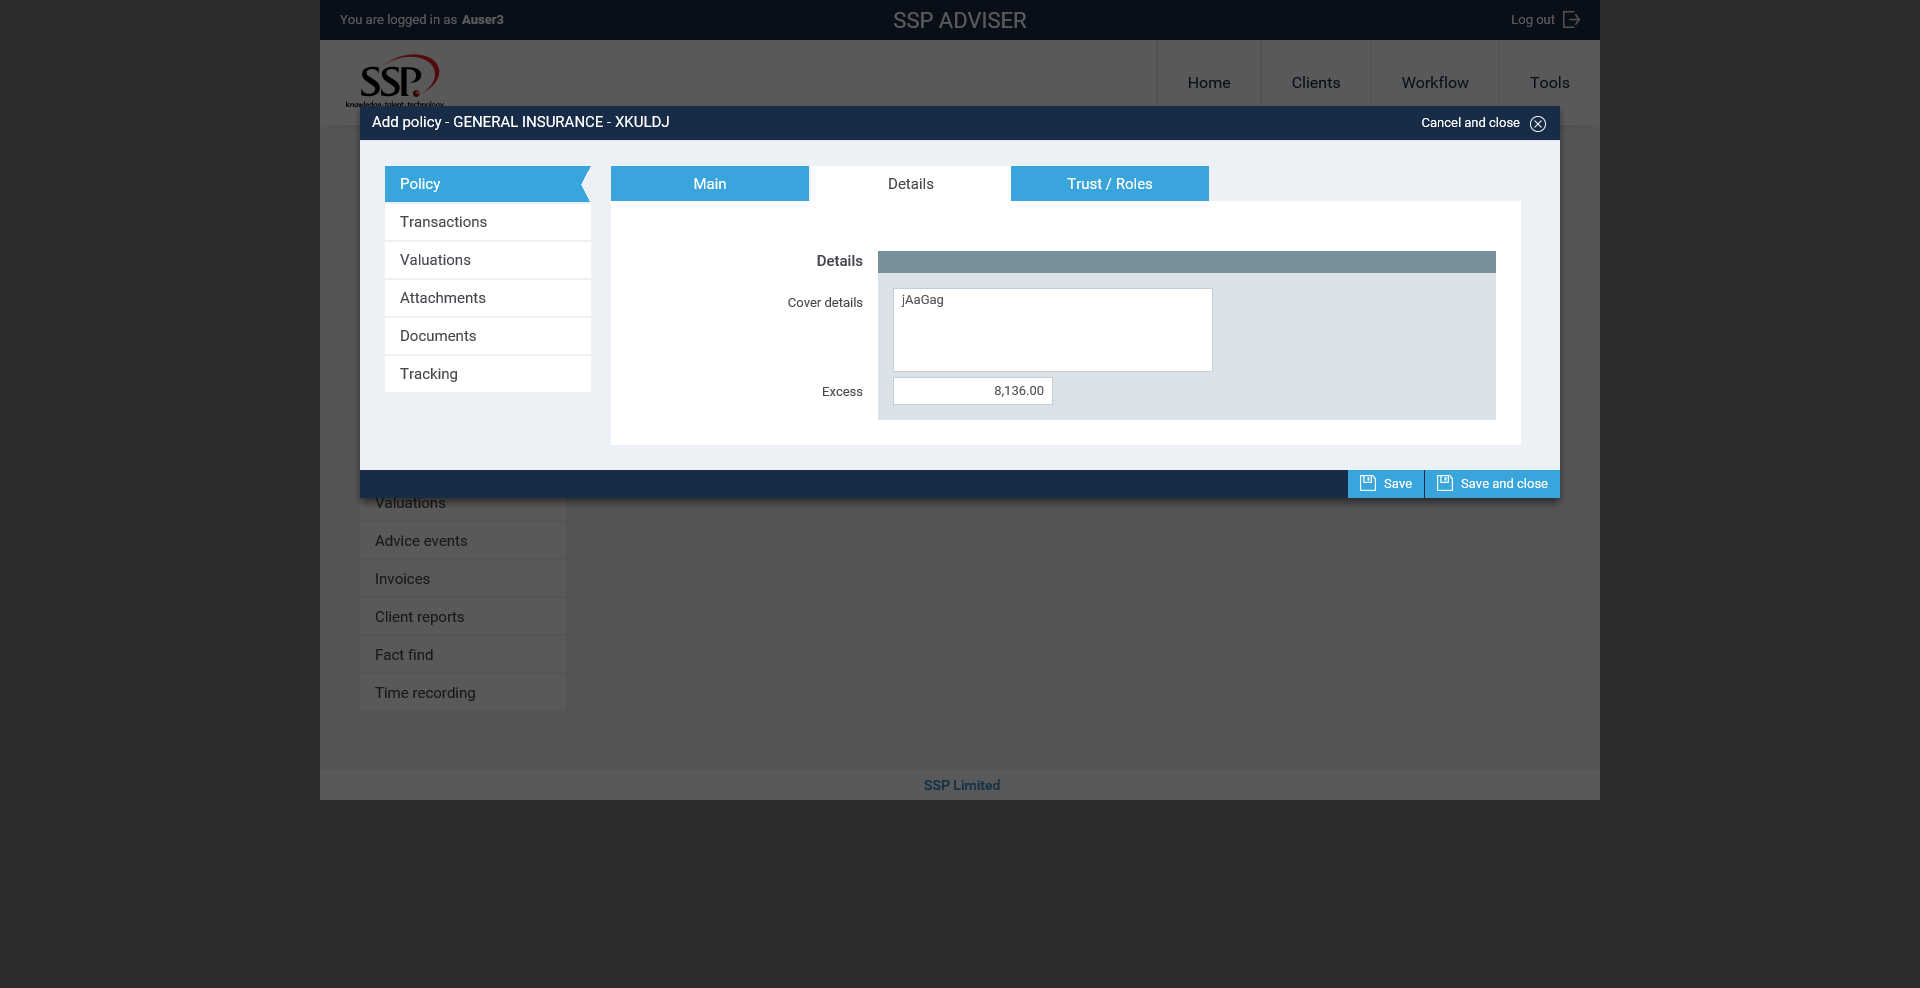 You are logged in as Auser3
SSP ADVISER
Log out
SSP.
knowledge. talent. technology.
Home
Clients
Workflow
Tools
Add policy - GENERAL INSURANCE - XKULDJ
Cancel and close
Policy
Transactions
Valuations
Attachments
Documents
Tracking
Main
Details
Trust / Roles
Details
Cover details
jAaGag
Excess
8,136.00
Save
Save and close
Valuations
Advice events
Invoices
Client reports
Fact find
Time recording
SSP Limited